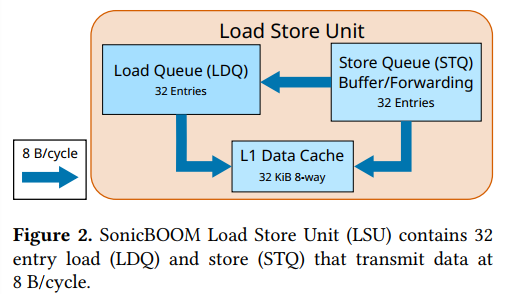 Load Store Unit
Load Queue (LDQ)
32 Entries
Store Queue (STQ)
Buffer/Forwarding
32 Entries
8 B/cycle
L1 Data Cache
32 KiB 8-way
Figure 2. SonicBOOM Load Store Unit (LSU) contains 32
entry load (LDQ) and store (STQ) that transmit data at
8 B/cycle.